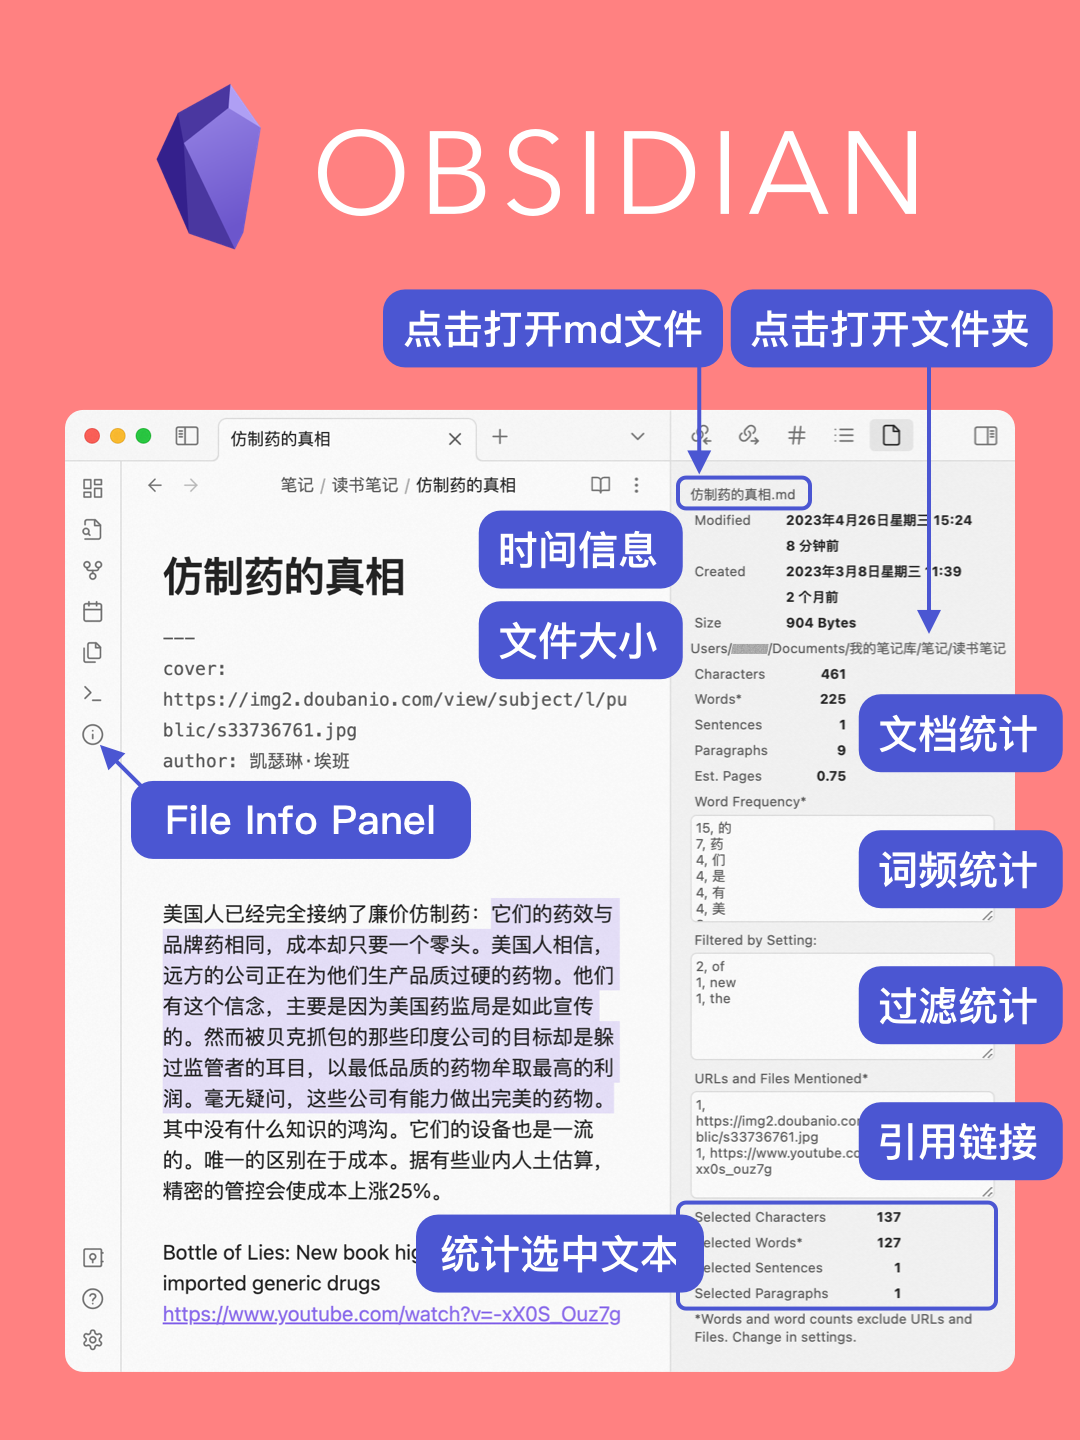 OBSIDIAN
点击打开md文件
点击打开文件夹
仿制药的真相
笔记 / 读书笔记 / 仿制药的真相
仿制药的真相
---
cover:
https://img2.doubanio.com/view/subject/l/pu
blic/s33736761.jpg
author: 凯瑟琳·埃班
File Info Panel
美国人已经完全接纳了廉价仿制药：它们的药效与
品牌药相同，成本却只要一个零头。美国人相信，
远方的公司正在为他们生产品质过硬的药物。他们
有这个信念，主要是因为美国药监局是如此宣传
的。然而被贝克抓包的那些印度公司的目标却是躲
过监管者的耳目，以最低品质的药物牟取最高的利
润。毫无疑问，这些公司有能力做出完美的药物。
其中没有什么知识的鸿沟。它们的设备也是一流
的。唯一的区别在于成本。据有些业内人土估算，
精密的管控会使成本上涨25%。
Bottle of Lies: New book
imported generic drugs
https://www.youtube.com/watch?v=-xX0S_Ouz7g
仿制药的真相.md
时间信息
Modified 2023年4月26日星期三 15:24
8 分钟前
Created 2023年3月8日星期三 11:39
2 个月前
文件大小
Size 904 Bytes
Users/ /Documents/我的笔记库/笔记/读书笔记
Characters 461
Words* 225
Sentences 1
Paragraphs 9
Est. Pages 0.75
文档统计
Word Frequency*
15, 的
7, 药
4, 们
4, 是
4, 有
4, 美
词频统计
Filtered by Setting:
2, of
1, new
1, the
过滤统计
URLs and Files Mentioned*
1,
https://img2.doubanio.co
blic/s33736761.jpg
1, https://www.youtube.co
xx0s_ouz7g
引用链接
统计选中文本
Selected Characters 137
Selected Words* 127
Selected Sentences 1
Selected Paragraphs 1
*Words and word counts exclude URLs and
Files. Change in settings.